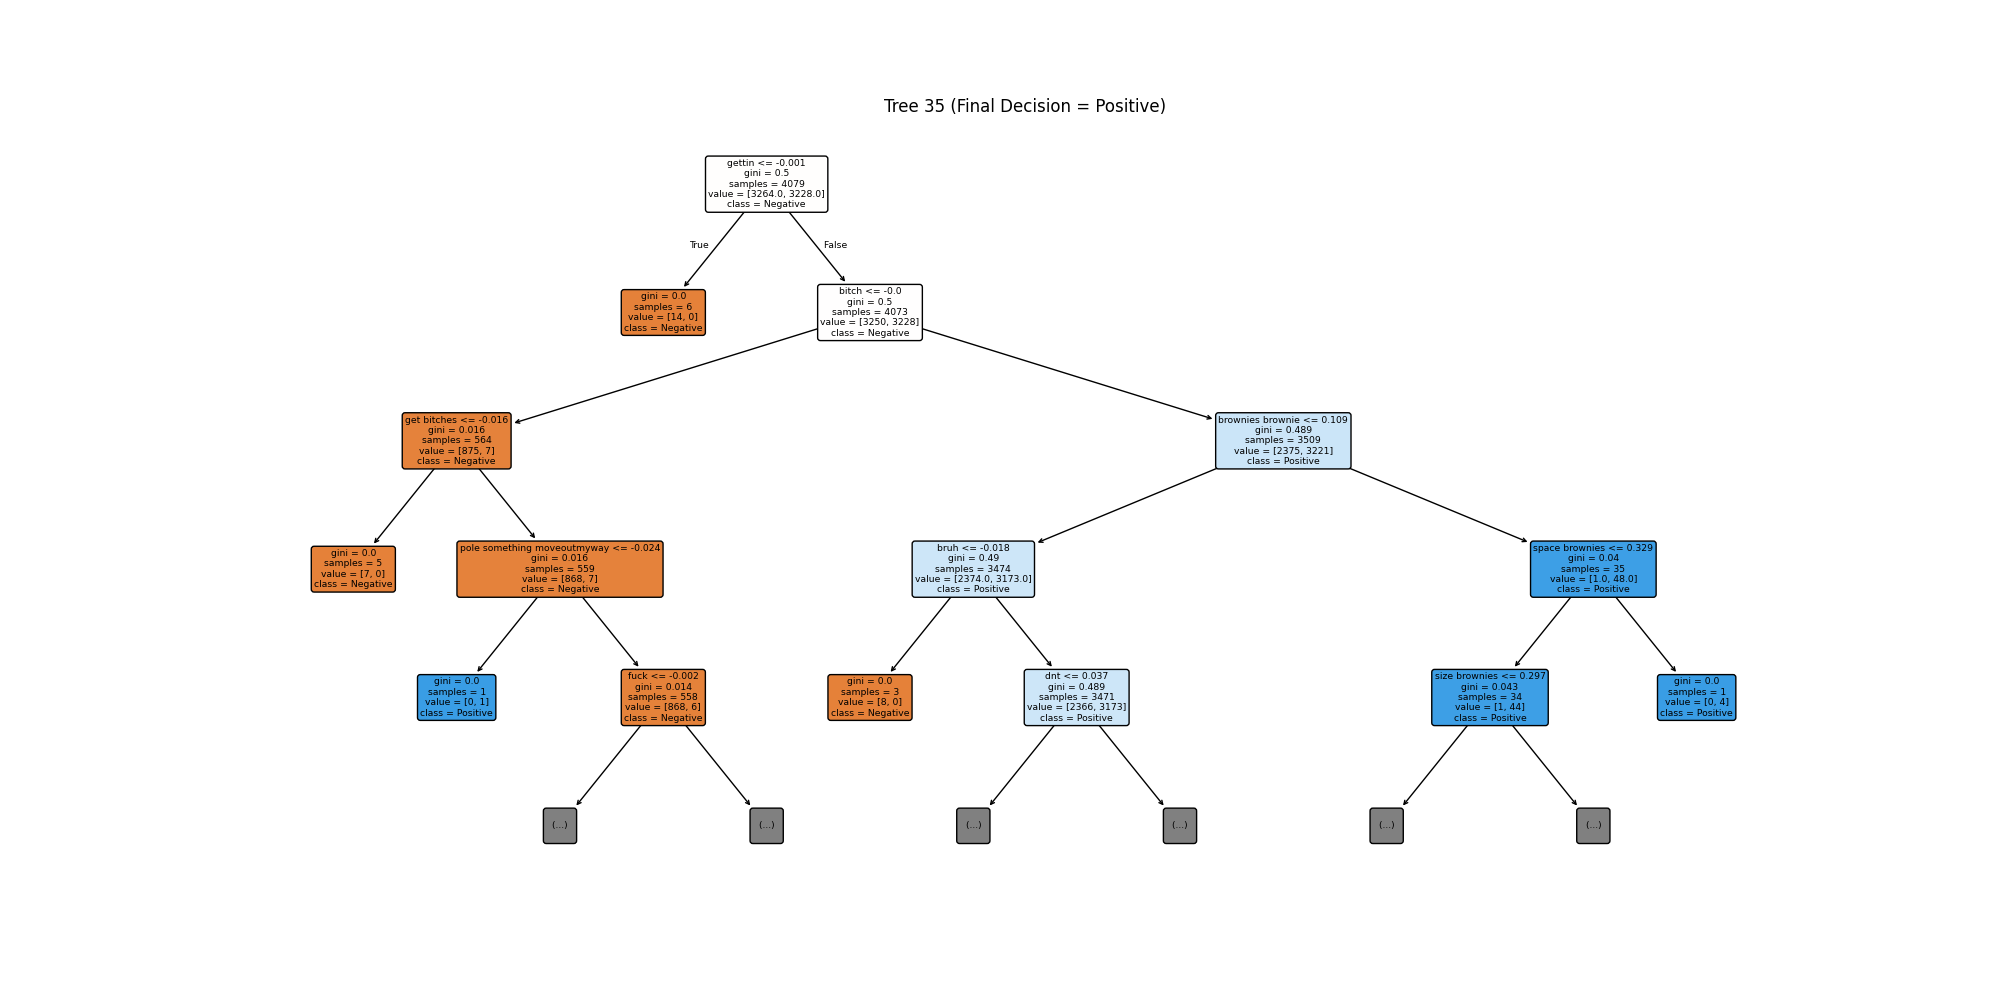 Tree 35 (Final Decision = Positive)
gettin <= -0.001
gini = 0.5
samples = 4079
value = [3264.0, 3228.0]
class = Negative
True
False
gini = 0.0
samples = 6
value = [14, 0]
class = Negative
bitch <= -0.0
gini = 0.5
samples = 4073
value = [3250, 3228]
class = Negative
get bitches <= -0.016
gini = 0.016
samples = 564
value = [875, 7]
class = Negative
brownies brownie <= 0.109
gini = 0.489
samples = 3509
value = [2375, 3221]
class = Positive
gini = 0.0
samples = 5
value = [7, 0]
class = Negative
pole something moveoutmyway <= -0.024
gini = 0.016
samples = 559
value = [868, 7]
class = Negative
bruh <= -0.018
gini = 0.49
samples = 3474
value = [2374.0, 3173.0]
class = Positive
space brownies <= 0.329
gini = 0.04
samples = 35
value = [1.0, 48.0]
class = Positive
gini = 0.0
samples = 1
value = [0, 1]
class = Positive
fuck <= -0.002
gini = 0.014
samples = 558
value = [868, 6]
class = Negative
gini = 0.0
samples = 3
value = [8, 0]
class = Negative
dnt <= 0.037
gini = 0.489
samples = 3471
value = [2366, 3173]
class = Positive
size brownies <= 0.297
gini = 0.043
samples = 34
value = [1, 44]
class = Positive
gini = 0.0
samples = 1
value = [0, 4]
class = Positive
(...)
(...)
(...)
(...)
(...)
(...)